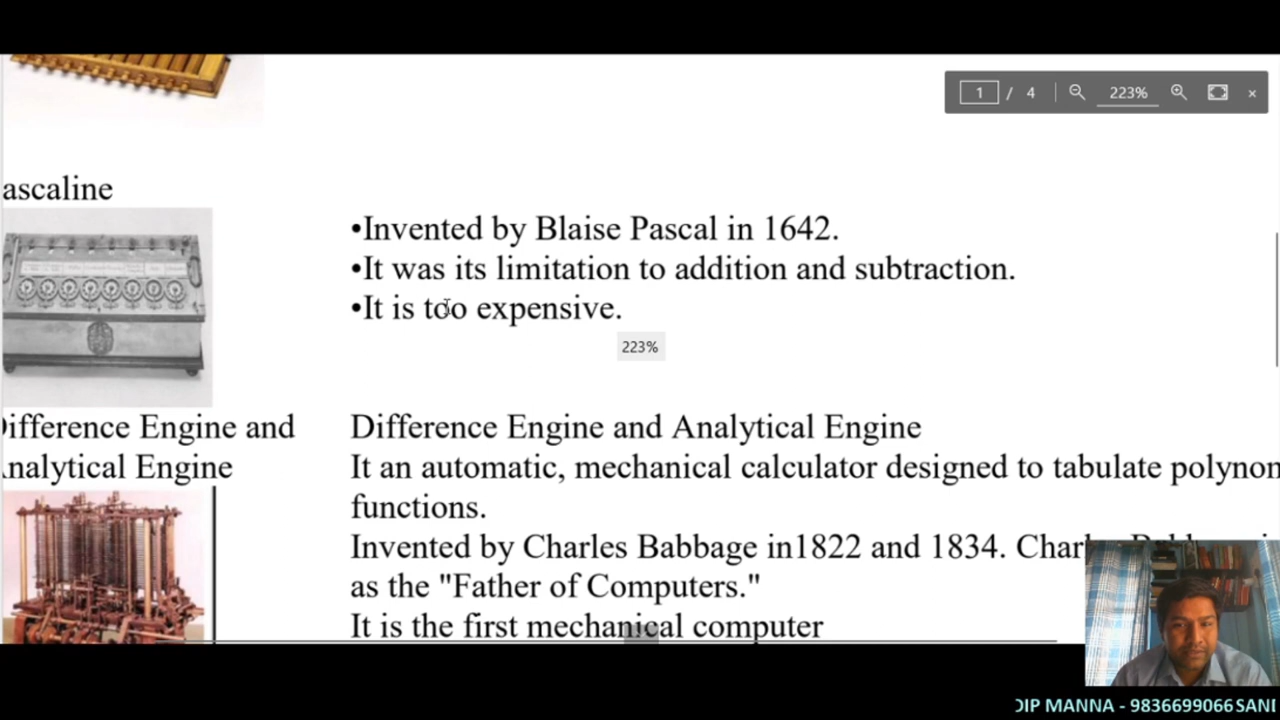 1 / 4 223% ×
ascaline
•Invented by Blaise Pascal in 1642.
•It was its limitation to addition and subtraction.
•It is too expensive.
223%
Difference Engine and
Analytical Engine
Difference Engine and Analytical Engine
It an automatic, mechanical calculator designed to tabulate polynon
functions.
Invented by Charles Babbage in1822 and 1834. Charl
as the "Father of Computers."
It is the first mechanical computer
DIP MANNA - 9836699066 SANI